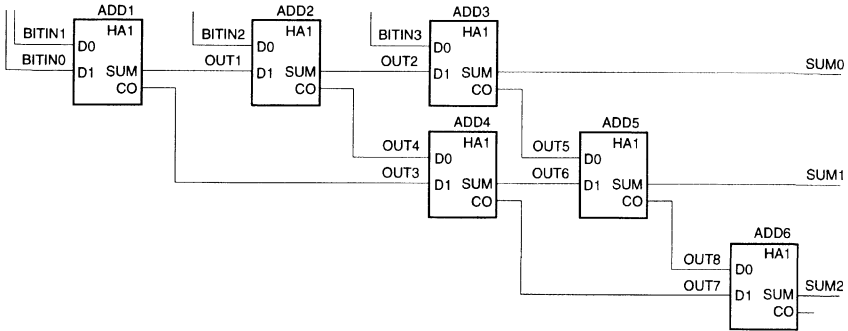 ADD1 ADD2 ADD3
BITIN1 HA1 BITIN2 HA1 BITIN3 HA1
D0 D0 D0
BITIN0 OUT1 OUT2 SUM0
D1 SUM D1 SUM D1 SUM
CO CO CO
ADD4 ADD5
OUT4 HA1 OUT5 HA1
D0 D0
OUT3 OUT6 SUM1
D1 SUM D1 SUM
CO CO
ADD6
OUT8 HA1
D0
OUT7 SUM2
D1 SUM
CO